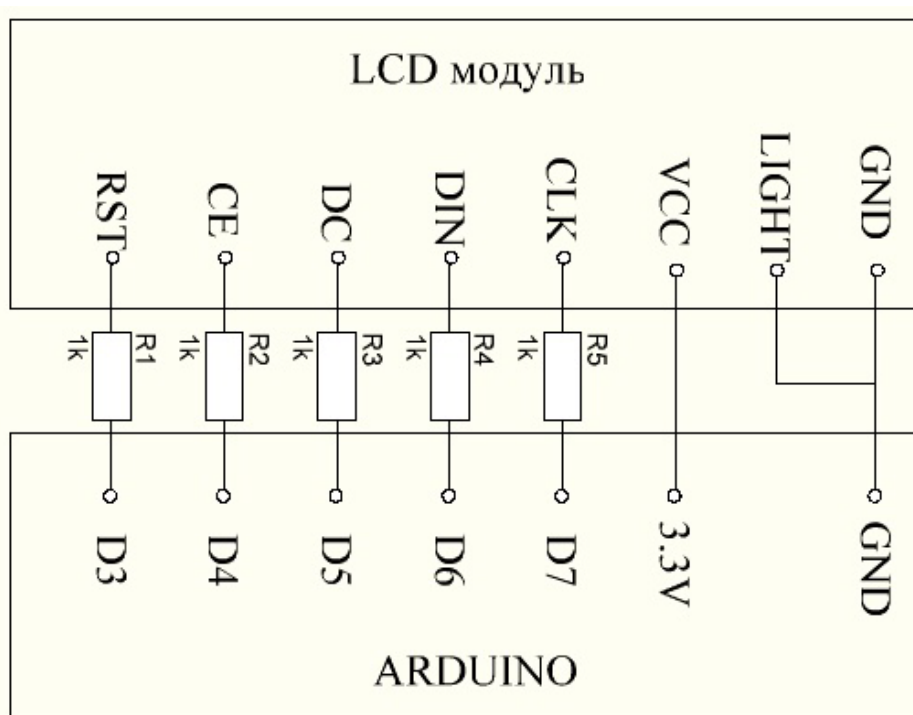 LCD модуль
RST CE DC DIN CLK VCC LIGHT GND
R1 1k R2 1k R3 1k R4 1k R5 1k
D3 D4 D5 D6 D7 3.3V GND
ARDUINO